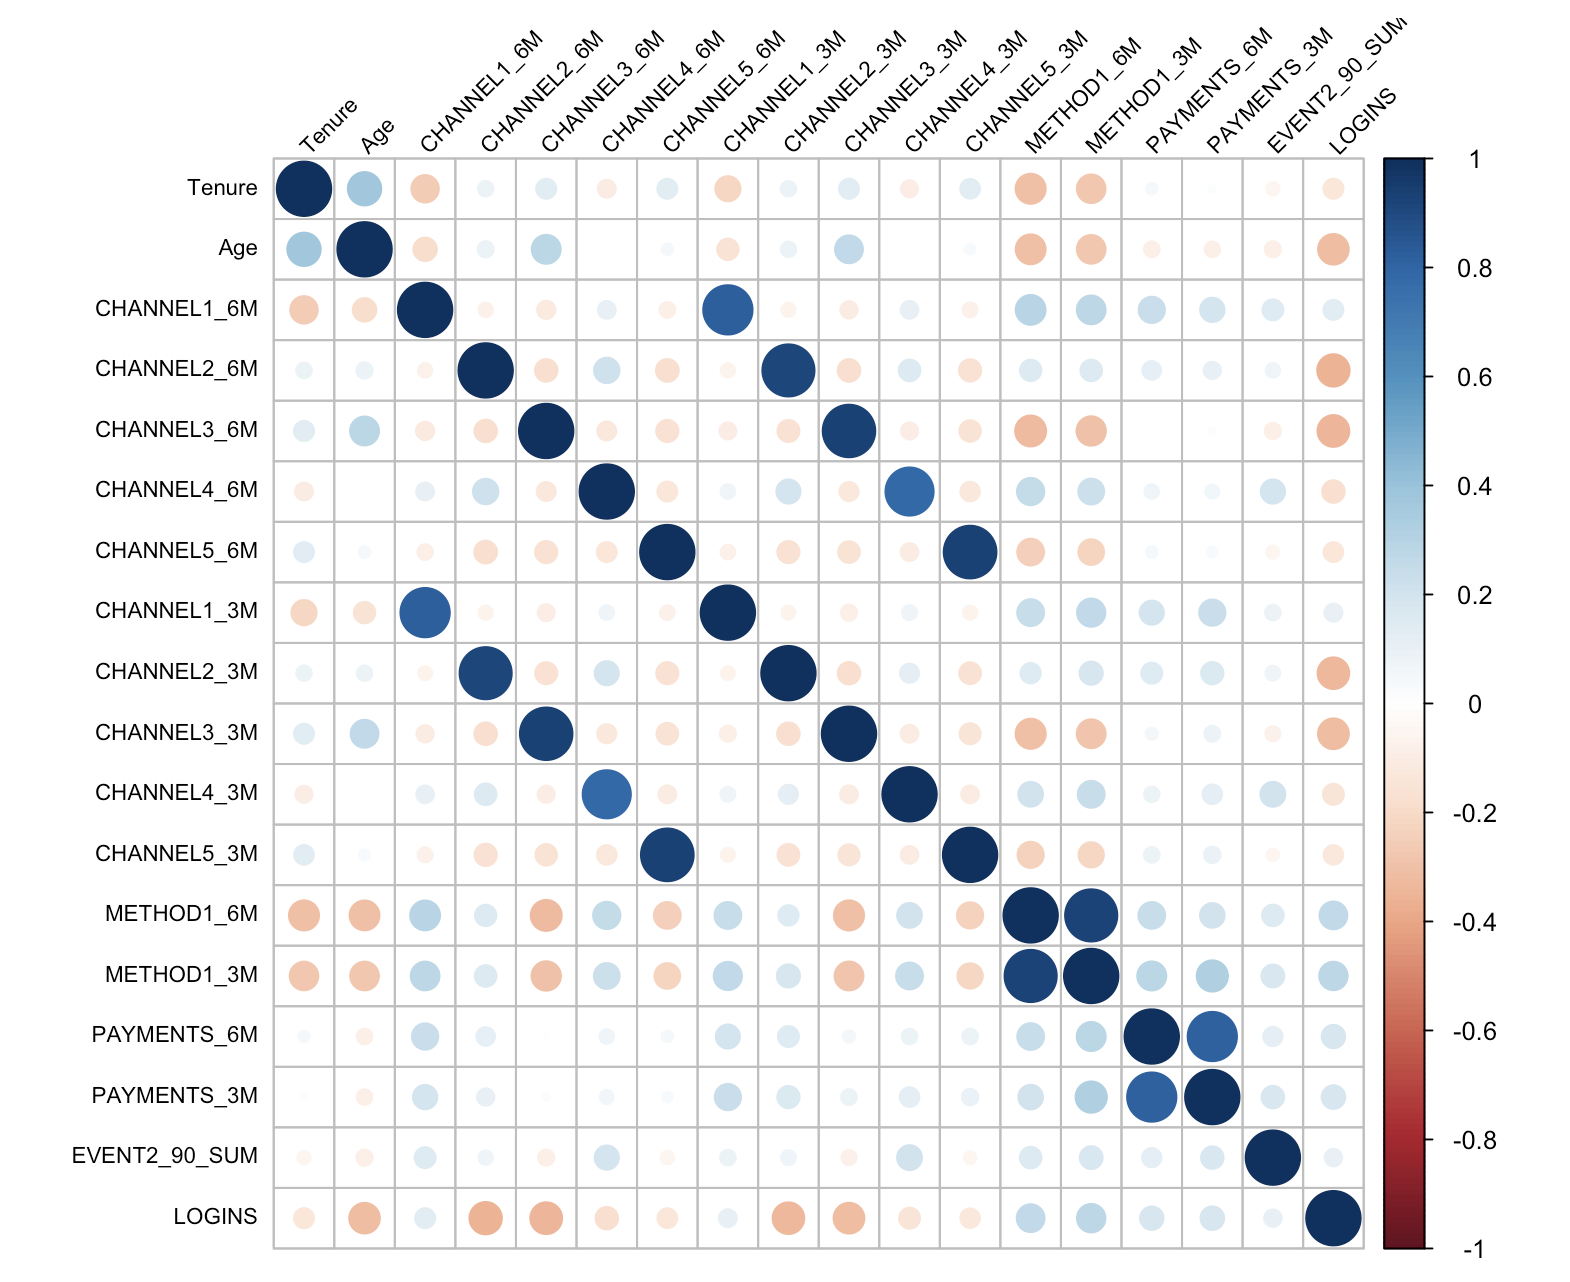 Tenure
Age
CHANNEL1_6M
CHANNEL2_6M
CHANNEL3_6M
CHANNEL4_6M
CHANNEL5_6M
CHANNEL1_3M
CHANNEL2_3M
CHANNEL3_3M
CHANNEL4_3M
CHANNEL5_3M
METHOD1_6M
METHOD1_3M
PAYMENTS_6M
PAYMENTS_3M
EVENT2_90_SUM
LOGINS
Tenure
Age
CHANNEL1_6M
CHANNEL2_6M
CHANNEL3_6M
CHANNEL4_6M
CHANNEL5_6M
CHANNEL1_3M
CHANNEL2_3M
CHANNEL3_3M
CHANNEL4_3M
CHANNEL5_3M
METHOD1_6M
METHOD1_3M
PAYMENTS_6M
PAYMENTS_3M
EVENT2_90_SUM
LOGINS
1
0.8
0.6
0.4
0.2
0
-0.2
-0.4
-0.6
-0.8
-1